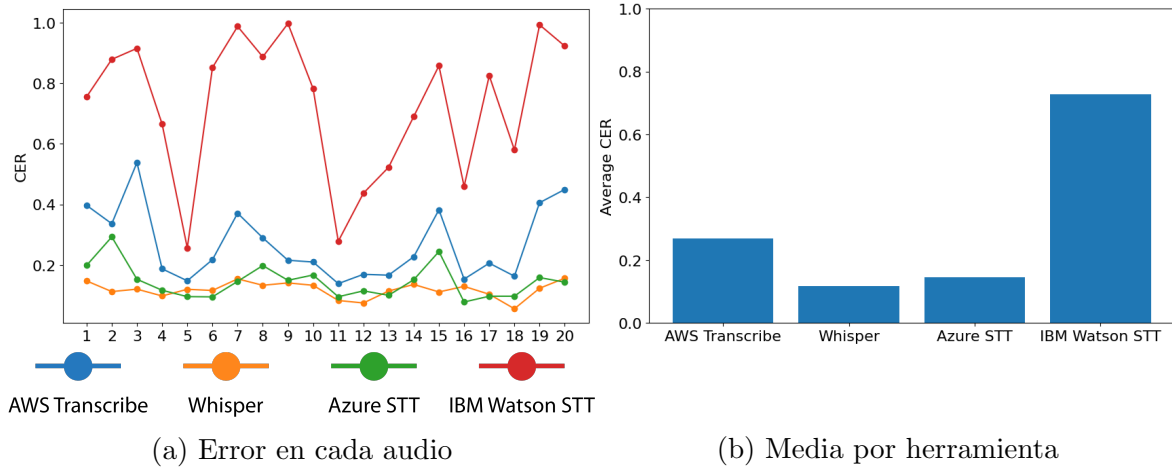 1.0
0.8
0.6
0.4
0.2
CER
1 2 3 4 5 6 7 8 9 10 11 12 13 14 15 16 17 18 19 20
AWS Transcribe Whisper Azure STT IBM Watson STT
(a) Error en cada audio
1.0
0.8
0.6
0.4
0.2
0.0
Average CER
AWS Transcribe Whisper Azure STT IBM Watson STT
(b) Media por herramienta